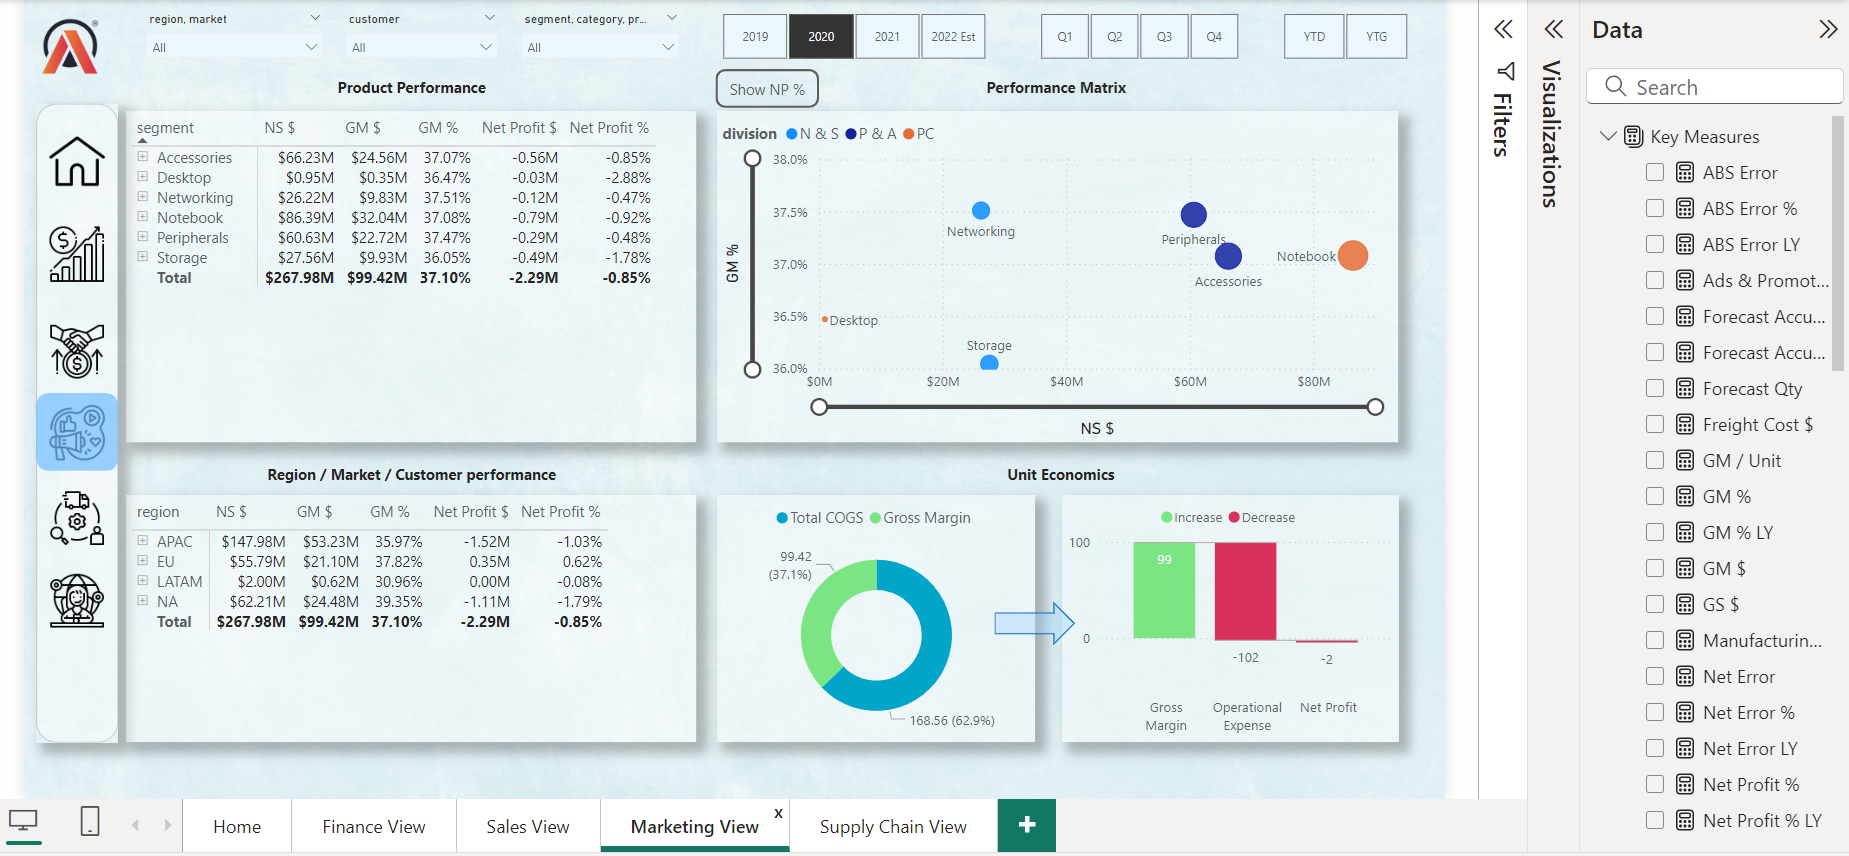 region, market
customer
segment, category, pr...
All
All
All
2019
2020
2021
2022 Est
Q1
Q2
Q3
Q4
YTD
YTG
Product Performance
segment NS $ GM $ GM % Net Profit $ Net Profit %
Accessories $66.23M $24.56M 37.07% -0.56M -0.85%
Desktop $0.95M $0.35M 36.47% -0.03M -2.88%
Networking $26.22M $9.83M 37.51% -0.12M -0.47%
Notebook $86.39M $32.04M 37.08% -0.79M -0.92%
Peripherals $60.63M $22.72M 37.47% -0.29M -0.48%
Storage $27.56M $9.93M 36.05% -0.49M -1.78%
Total $267.98M $99.42M 37.10% -2.29M -0.85%
Show NP %
Performance Matrix
division N & S P & A PC
38.0%
37.5%
37.0%
36.5%
36.0%
GM %
Networking
Peripherals
Accessories
Notebook
Desktop
Storage
$0M $20M $40M $60M $80M
NS $
Region / Market / Customer performance
region NS $ GM $ GM % Net Profit $ Net Profit %
APAC $147.98M $53.23M 35.97% -1.52M -1.03%
EU $55.79M $21.10M 37.82% 0.35M 0.62%
LATAM $2.00M $0.62M 30.96% 0.00M -0.08%
NA $62.21M $24.48M 39.35% -1.11M -1.79%
Total $267.98M $99.42M 37.10% -2.29M -0.85%
Unit Economics
Total COGS Gross Margin
99.42
(37.1%)
168.56 (62.9%)
Increase Decrease
100
0
99
-102
-2
Gross
Margin
Operational
Expense
Net Profit
Home
Finance View
Sales View
Marketing View
x
Supply Chain View
+
Filters
Visualizations
Data
Search
Key Measures
ABS Error
ABS Error %
ABS Error LY
Ads & Promot...
Forecast Accu...
Forecast Accu...
Forecast Qty
Freight Cost $
GM / Unit
GM %
GM % LY
GM $
GS $
Manufacturin...
Net Error
Net Error %
Net Error LY
Net Profit %
Net Profit % LY